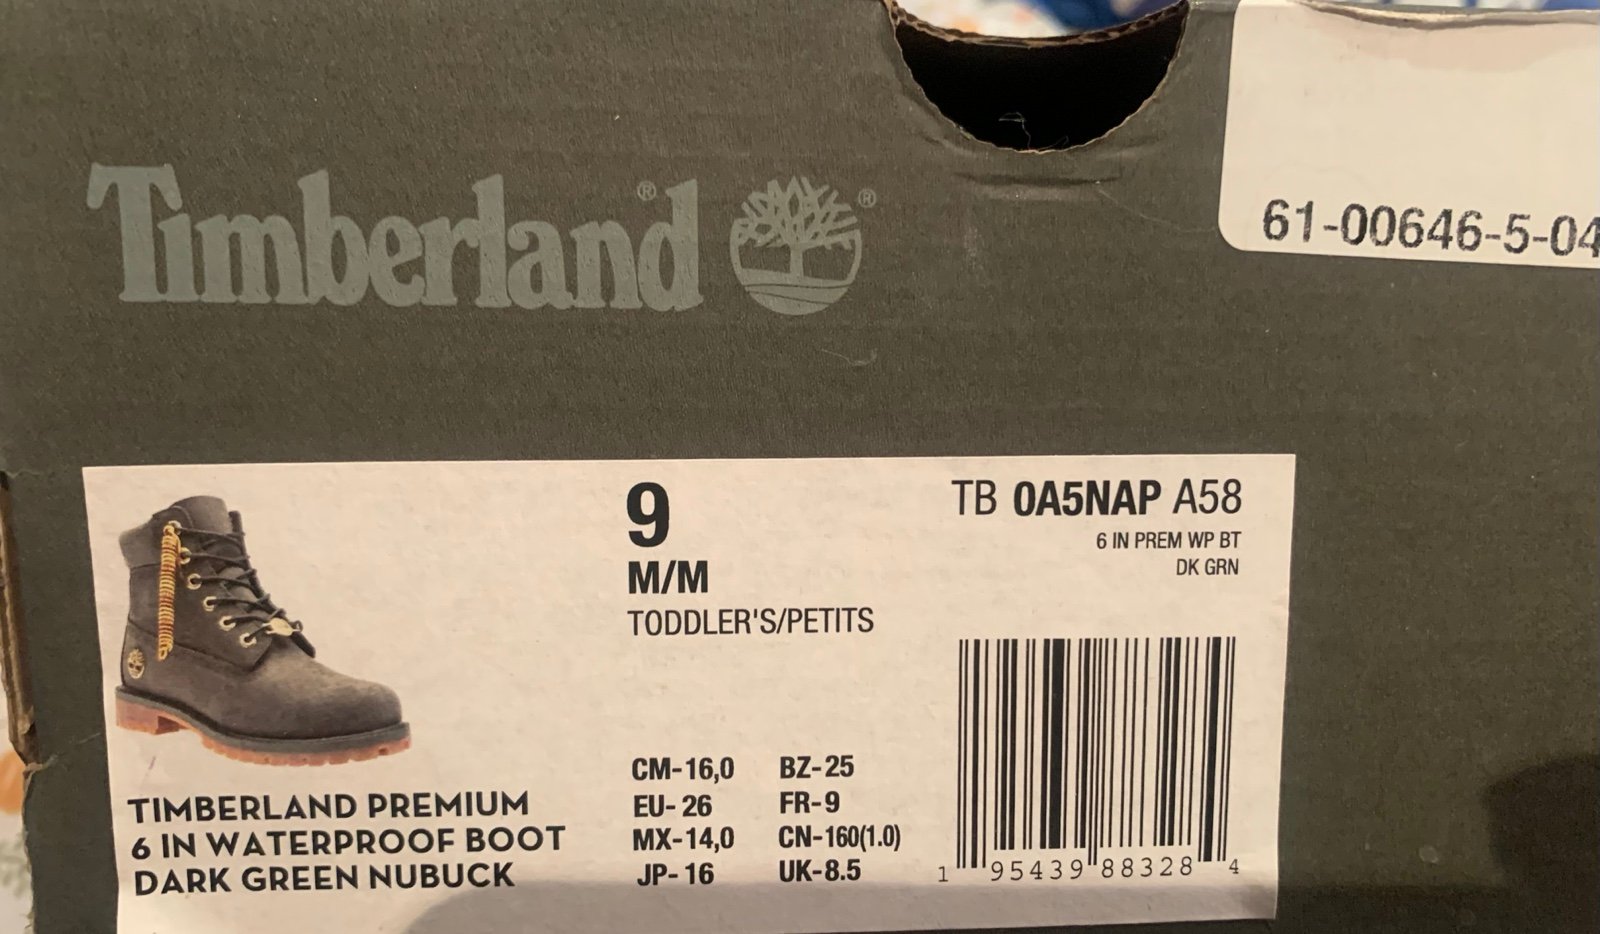 Timberland®
®
61-00646-5-04
9
M/M
TODDLER'S/PETITS
TB 0A5NAP A58
6 IN PREM WP BT
DK GRN
TIMBERLAND PREMIUM
6 IN WATERPROOF BOOT
DARK GREEN NUBUCK
CM-16,0 BZ-25
EU-26 FR-9
MX-14,0 CN-160(1.0)
JP-16 UK-8.5
1 95439 88328 4